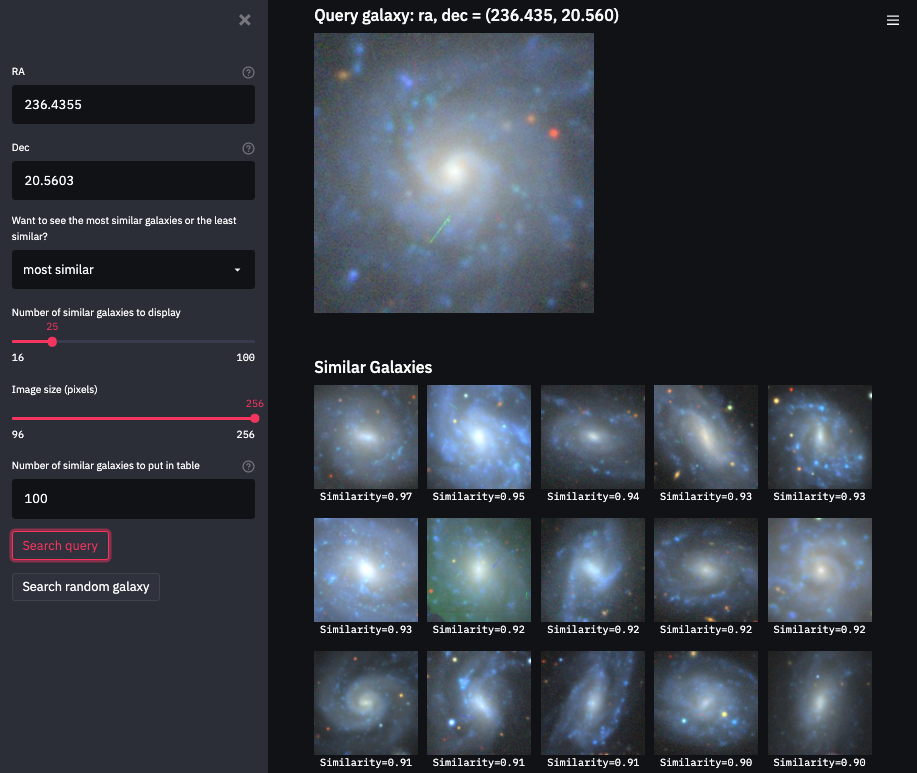 RA
236.4355
Dec
20.5603
Want to see the most similar galaxies or the least
similar?
most similar
Number of similar galaxies to display
25
16 100
Image size (pixels)
256
96 256
Number of similar galaxies to put in table
100
Search query
Search random galaxy
Query galaxy: ra, dec = (236.435, 20.560)
Similar Galaxies
Similarity=0.97 Similarity=0.95 Similarity=0.94 Similarity=0.93 Similarity=0.93
Similarity=0.93 Similarity=0.92 Similarity=0.92 Similarity=0.92 Similarity=0.92
Similarity=0.91 Similarity=0.91 Similarity=0.91 Similarity=0.90 Similarity=0.90